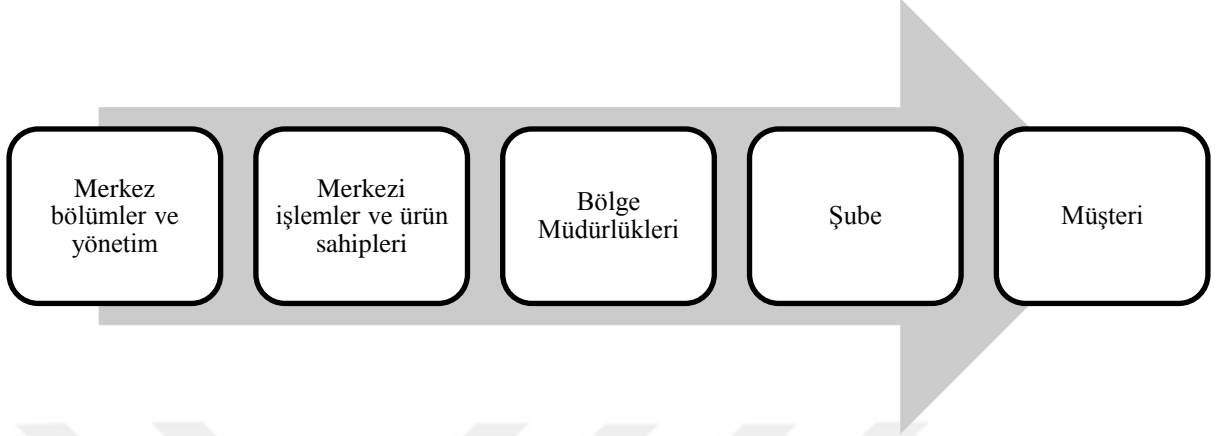 Merkez
bölümler ve
yönetim
Merkezi
işlemler ve ürün
sahipleri
Bölge
Müdürlükleri
Şube
Müşteri